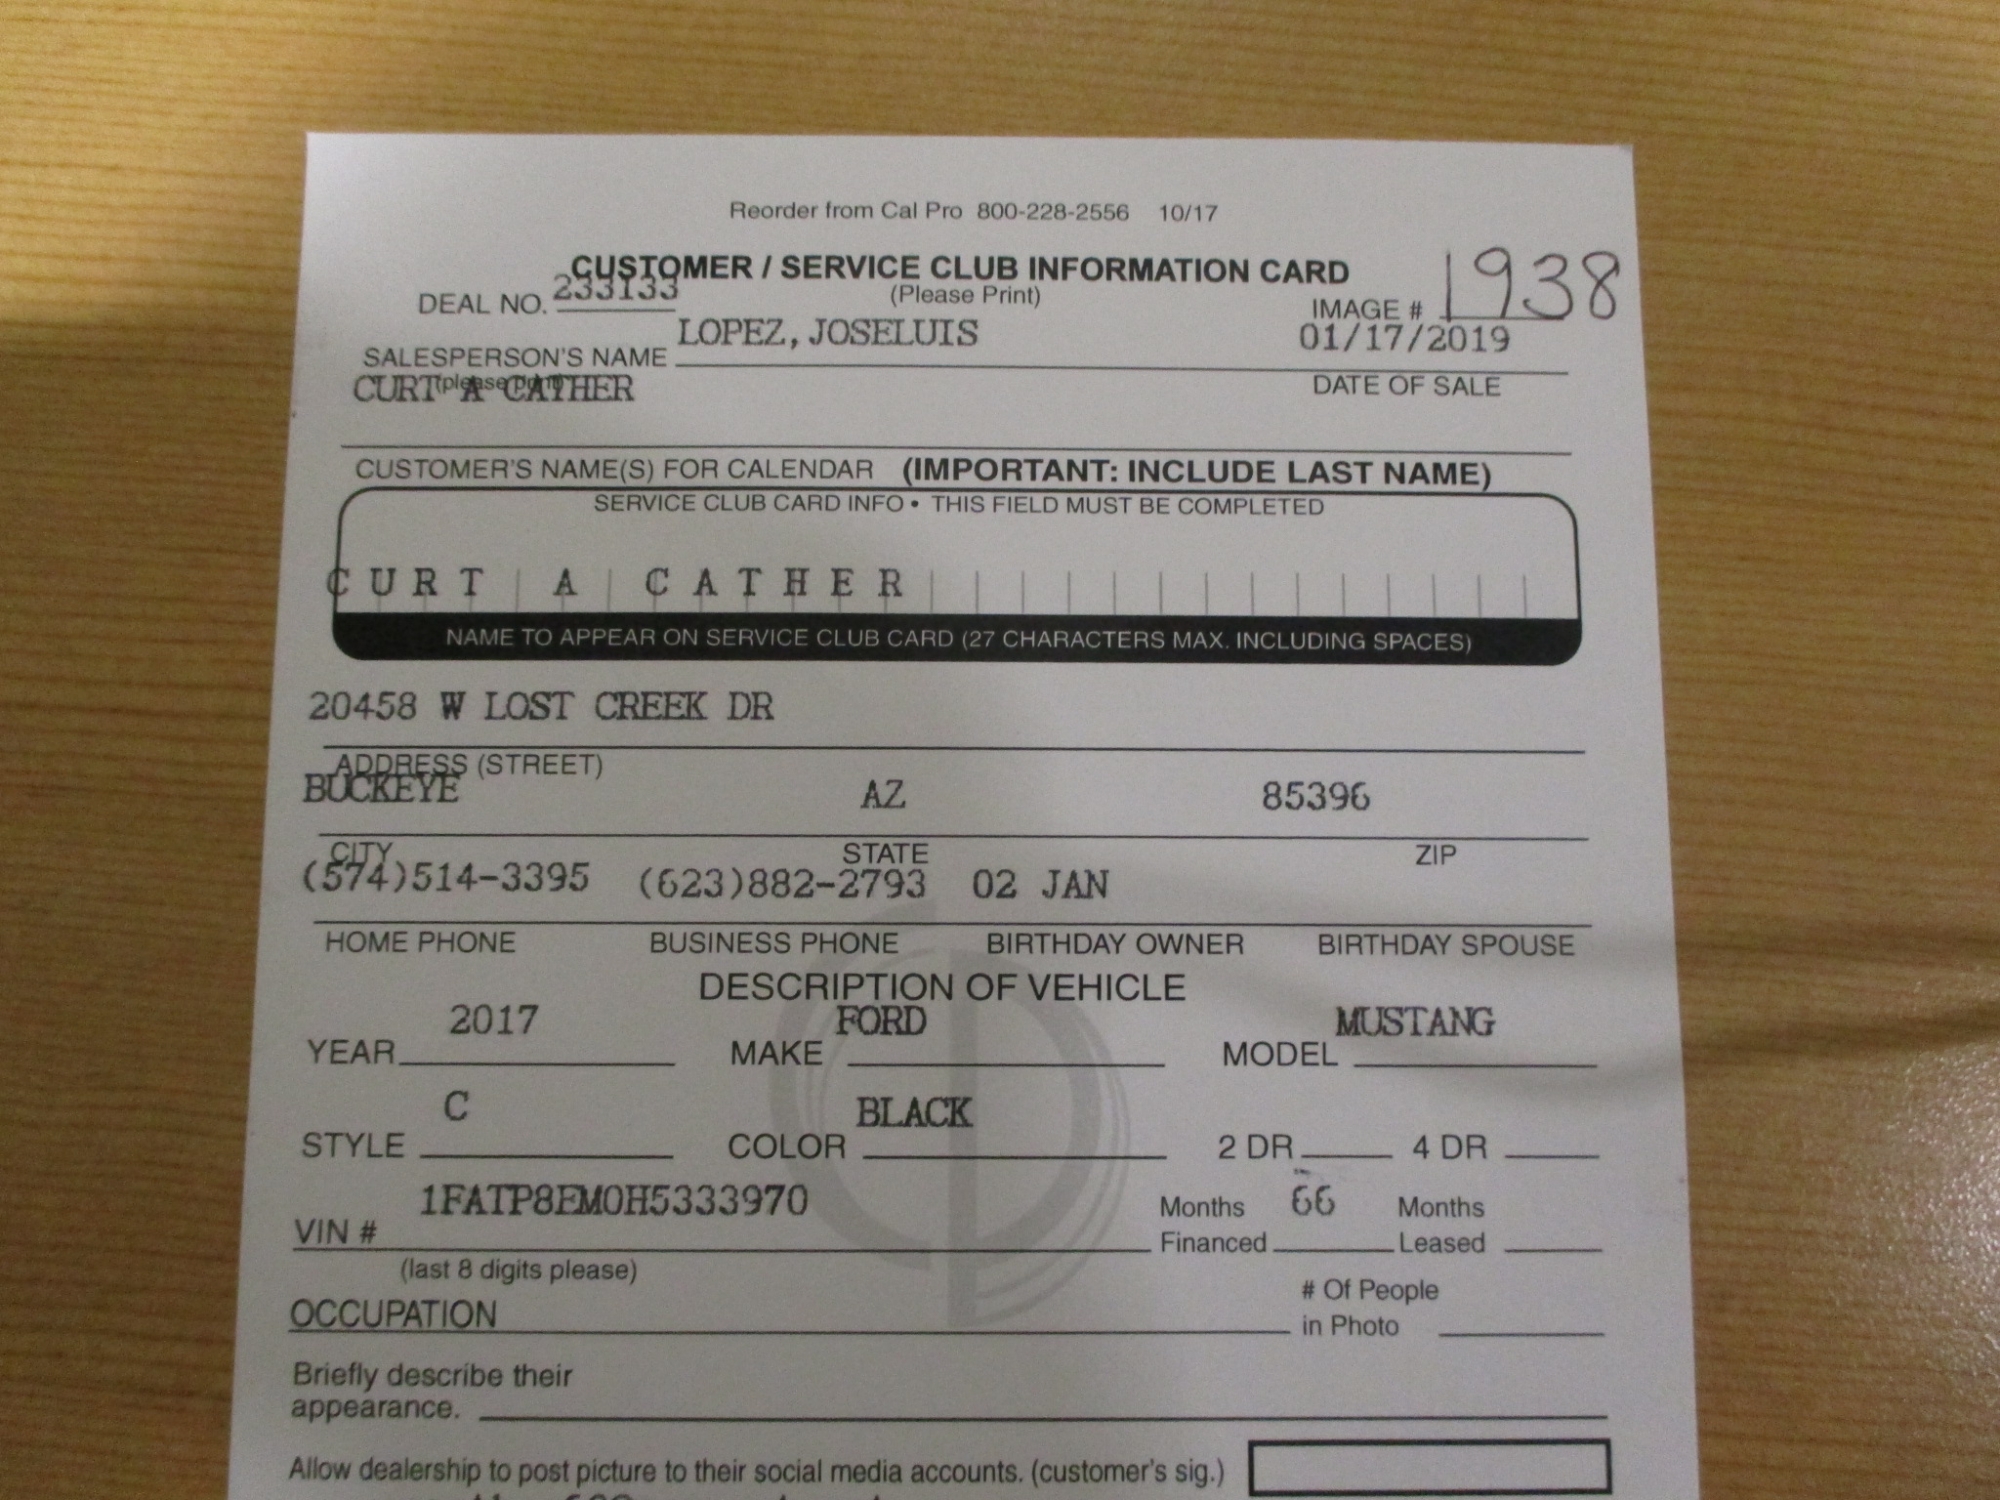 Reorder from Cal Pro 800-228-2556 10/17
CUSTOMER / SERVICE CLUB INFORMATION CARD
(Please Print)
DEAL NO. 233133
IMAGE # 1938
SALESPERSON'S NAME LOPEZ, JOSELUIS
01/17/2019
(please print)
DATE OF SALE
CURT A CATHER
CUSTOMER'S NAME(S) FOR CALENDAR (IMPORTANT: INCLUDE LAST NAME)
SERVICE CLUB CARD INFO • THIS FIELD MUST BE COMPLETED
CURT A CATHER
NAME TO APPEAR ON SERVICE CLUB CARD (27 CHARACTERS MAX. INCLUDING SPACES)
20458 W LOST CREEK DR
ADDRESS (STREET)
BUCKEYE AZ 85396
CITY STATE ZIP
(574)514-3395 (623)882-2793 02 JAN
HOME PHONE BUSINESS PHONE BIRTHDAY OWNER BIRTHDAY SPOUSE
DESCRIPTION OF VEHICLE
YEAR 2017 MAKE FORD MODEL MUSTANG
STYLE C COLOR BLACK 2 DR 4 DR
VIN # 1FATP8EM0H5333970
Months Financed 66 Months Leased
(last 8 digits please)
OCCUPATION
# Of People in Photo
Briefly describe their
appearance.
Allow dealership to post picture to their social media accounts. (customer's sig.)